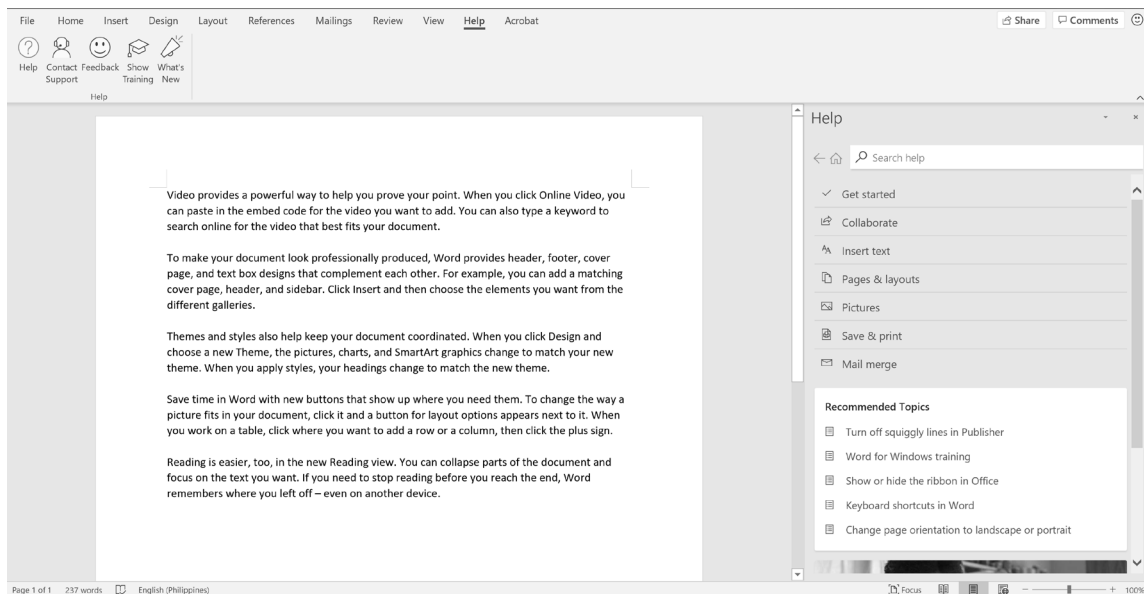 File Home Insert Design Layout References Mailings Review View Help Acrobat
Share Comments
Help Contact Support Feedback Show Training What's New
Help
Help
Search help
Get started
Collaborate
Insert text
Pages & layouts
Pictures
Save & print
Mail merge
Recommended Topics
Turn off squiggly lines in Publisher
Word for Windows training
Show or hide the ribbon in Office
Keyboard shortcuts in Word
Change page orientation to landscape or portrait
Video provides a powerful way to help you prove your point. When you click Online Video, you
can paste in the embed code for the video you want to add. You can also type a keyword to
search online for the video that best fits your document.
To make your document look professionally produced, Word provides header, footer, cover
page, and text box designs that complement each other. For example, you can add a matching
cover page, header, and sidebar. Click Insert and then choose the elements you want from the
different galleries.
Themes and styles also help keep your document coordinated. When you click Design and
choose a new Theme, the pictures, charts, and SmartArt graphics change to match your new
theme. When you apply styles, your headings change to match the new theme.
Save time in Word with new buttons that show up where you need them. To change the way a
picture fits in your document, click it and a button for layout options appears next to it. When
you work on a table, click where you want to add a row or a column, then click the plus sign.
Reading is easier, too, in the new Reading view. You can collapse parts of the document and
focus on the text you want. If you need to stop reading before you reach the end, Word
remembers where you left off – even on another device.
Page 1 of 1 237 words English (Philippines) Focus 100%